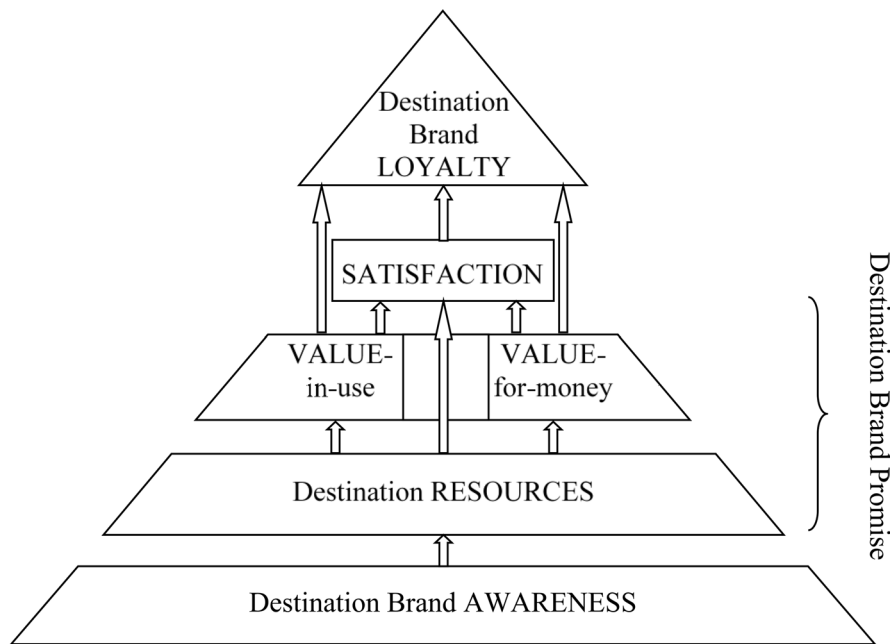 Destination
Brand
LOYALTY
SATISFACTION
VALUE-
in-use
VALUE-
for-money
Destination RESOURCES
Destination Brand AWARENESS
Destination Brand Promise